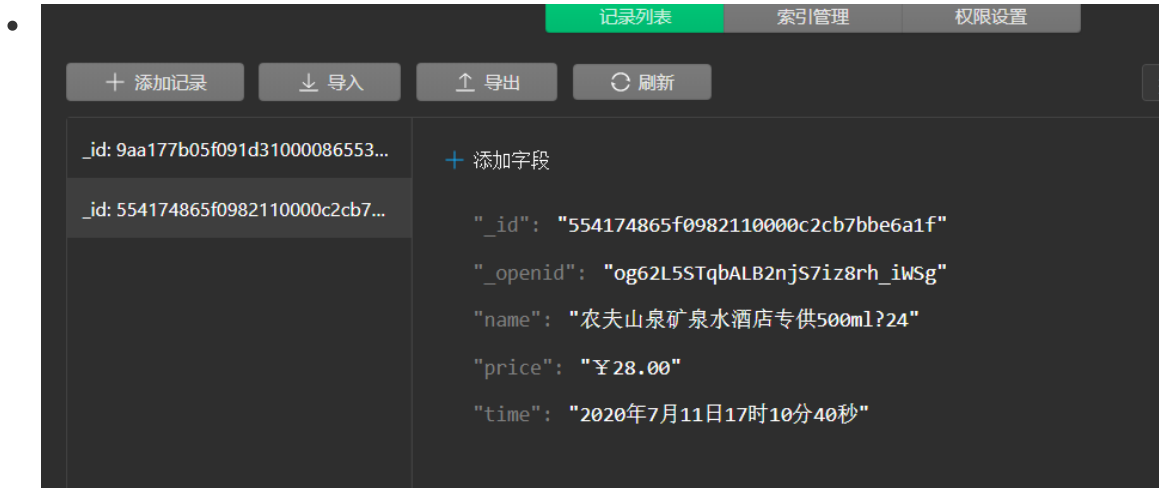 记录列表 索引管理 权限设置
添加记录 导入 导出 刷新
_id: 9aa177b05f091d31000086553...
_id: 554174865f0982110000c2cb7...
添加字段
"_id": "554174865f0982110000c2cb7bbe6a1f"
"_openid": "og62L5STqbALB2njS7iz8rh_iWSg"
"name": "农夫山泉矿泉水酒店专供500ml?24"
"price": "￥28.00"
"time": "2020年7月11日17时10分40秒"